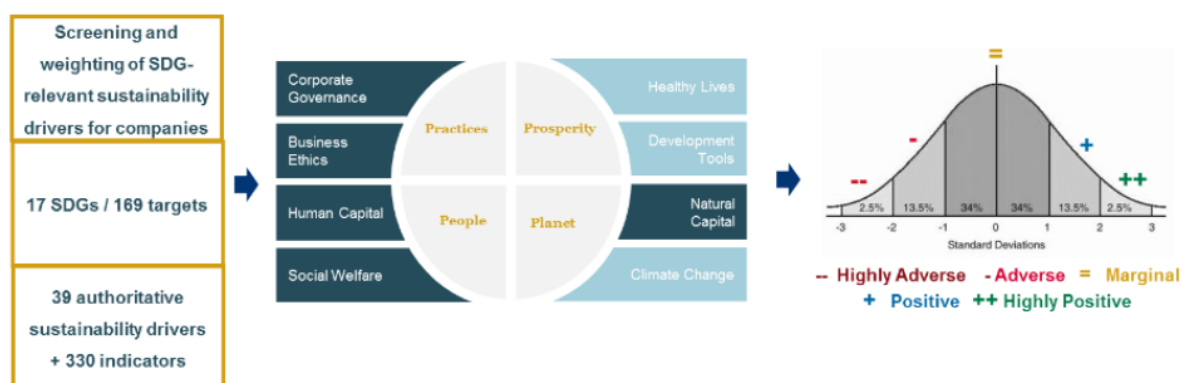 Screening and
weighting of SDG-
relevant sustainability
drivers for companies
17 SDGs / 169 targets
39 authoritative
sustainability drivers
+ 330 indicators
Corporate
Governance
Business
Ethics
Human Capital
Social Welfare
Practices
Prosperity
People
Planet
Healthy Lives
Development
Tools
Natural
Capital
Climate Change
=
- +
-- ++
2.5% 13.5% 34% 34% 13.5% 2.5%
-3 -2 -1 0 1 2 3
Standard Deviations
-- Highly Adverse - Adverse = Marginal
+ Positive ++ Highly Positive